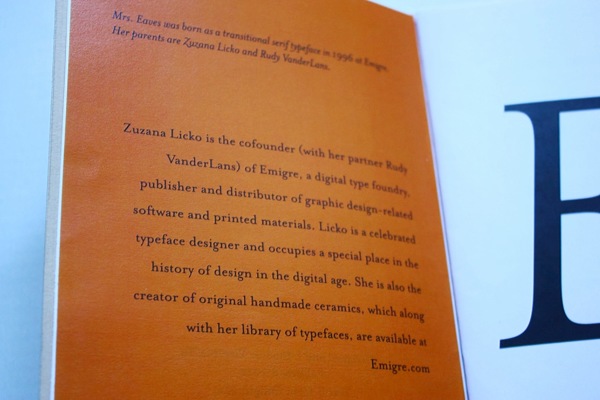 Mrs. Eaves was born as a transitional serif typeface in 1996 at Emigre.
Her parents are Zuzana Licko and Rudy VanderLans.
Zuzana Licko is the cofounder (with her partner Rudy
VanderLans) of Emigre, a digital type foundry,
publisher and distributor of graphic design-related
software and printed materials. Licko is a celebrated
typeface designer and occupies a special place in the
history of design in the digital age. She is also the
creator of original handmade ceramics, which along
with her library of typefaces, are available at
Emigre.com
E